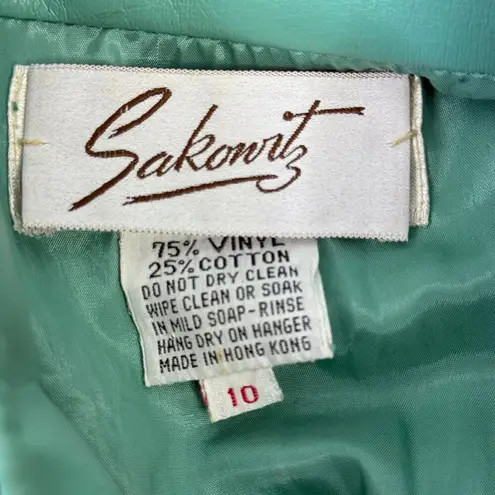 Sakowitz
75% VINYL
25% COTTON
DO NOT DRY CLEAN
WIPE CLEAN OR SOAK
IN MILD SOAP-RINSE
HANG DRY ON HANGER
MADE IN HONG KONG
10